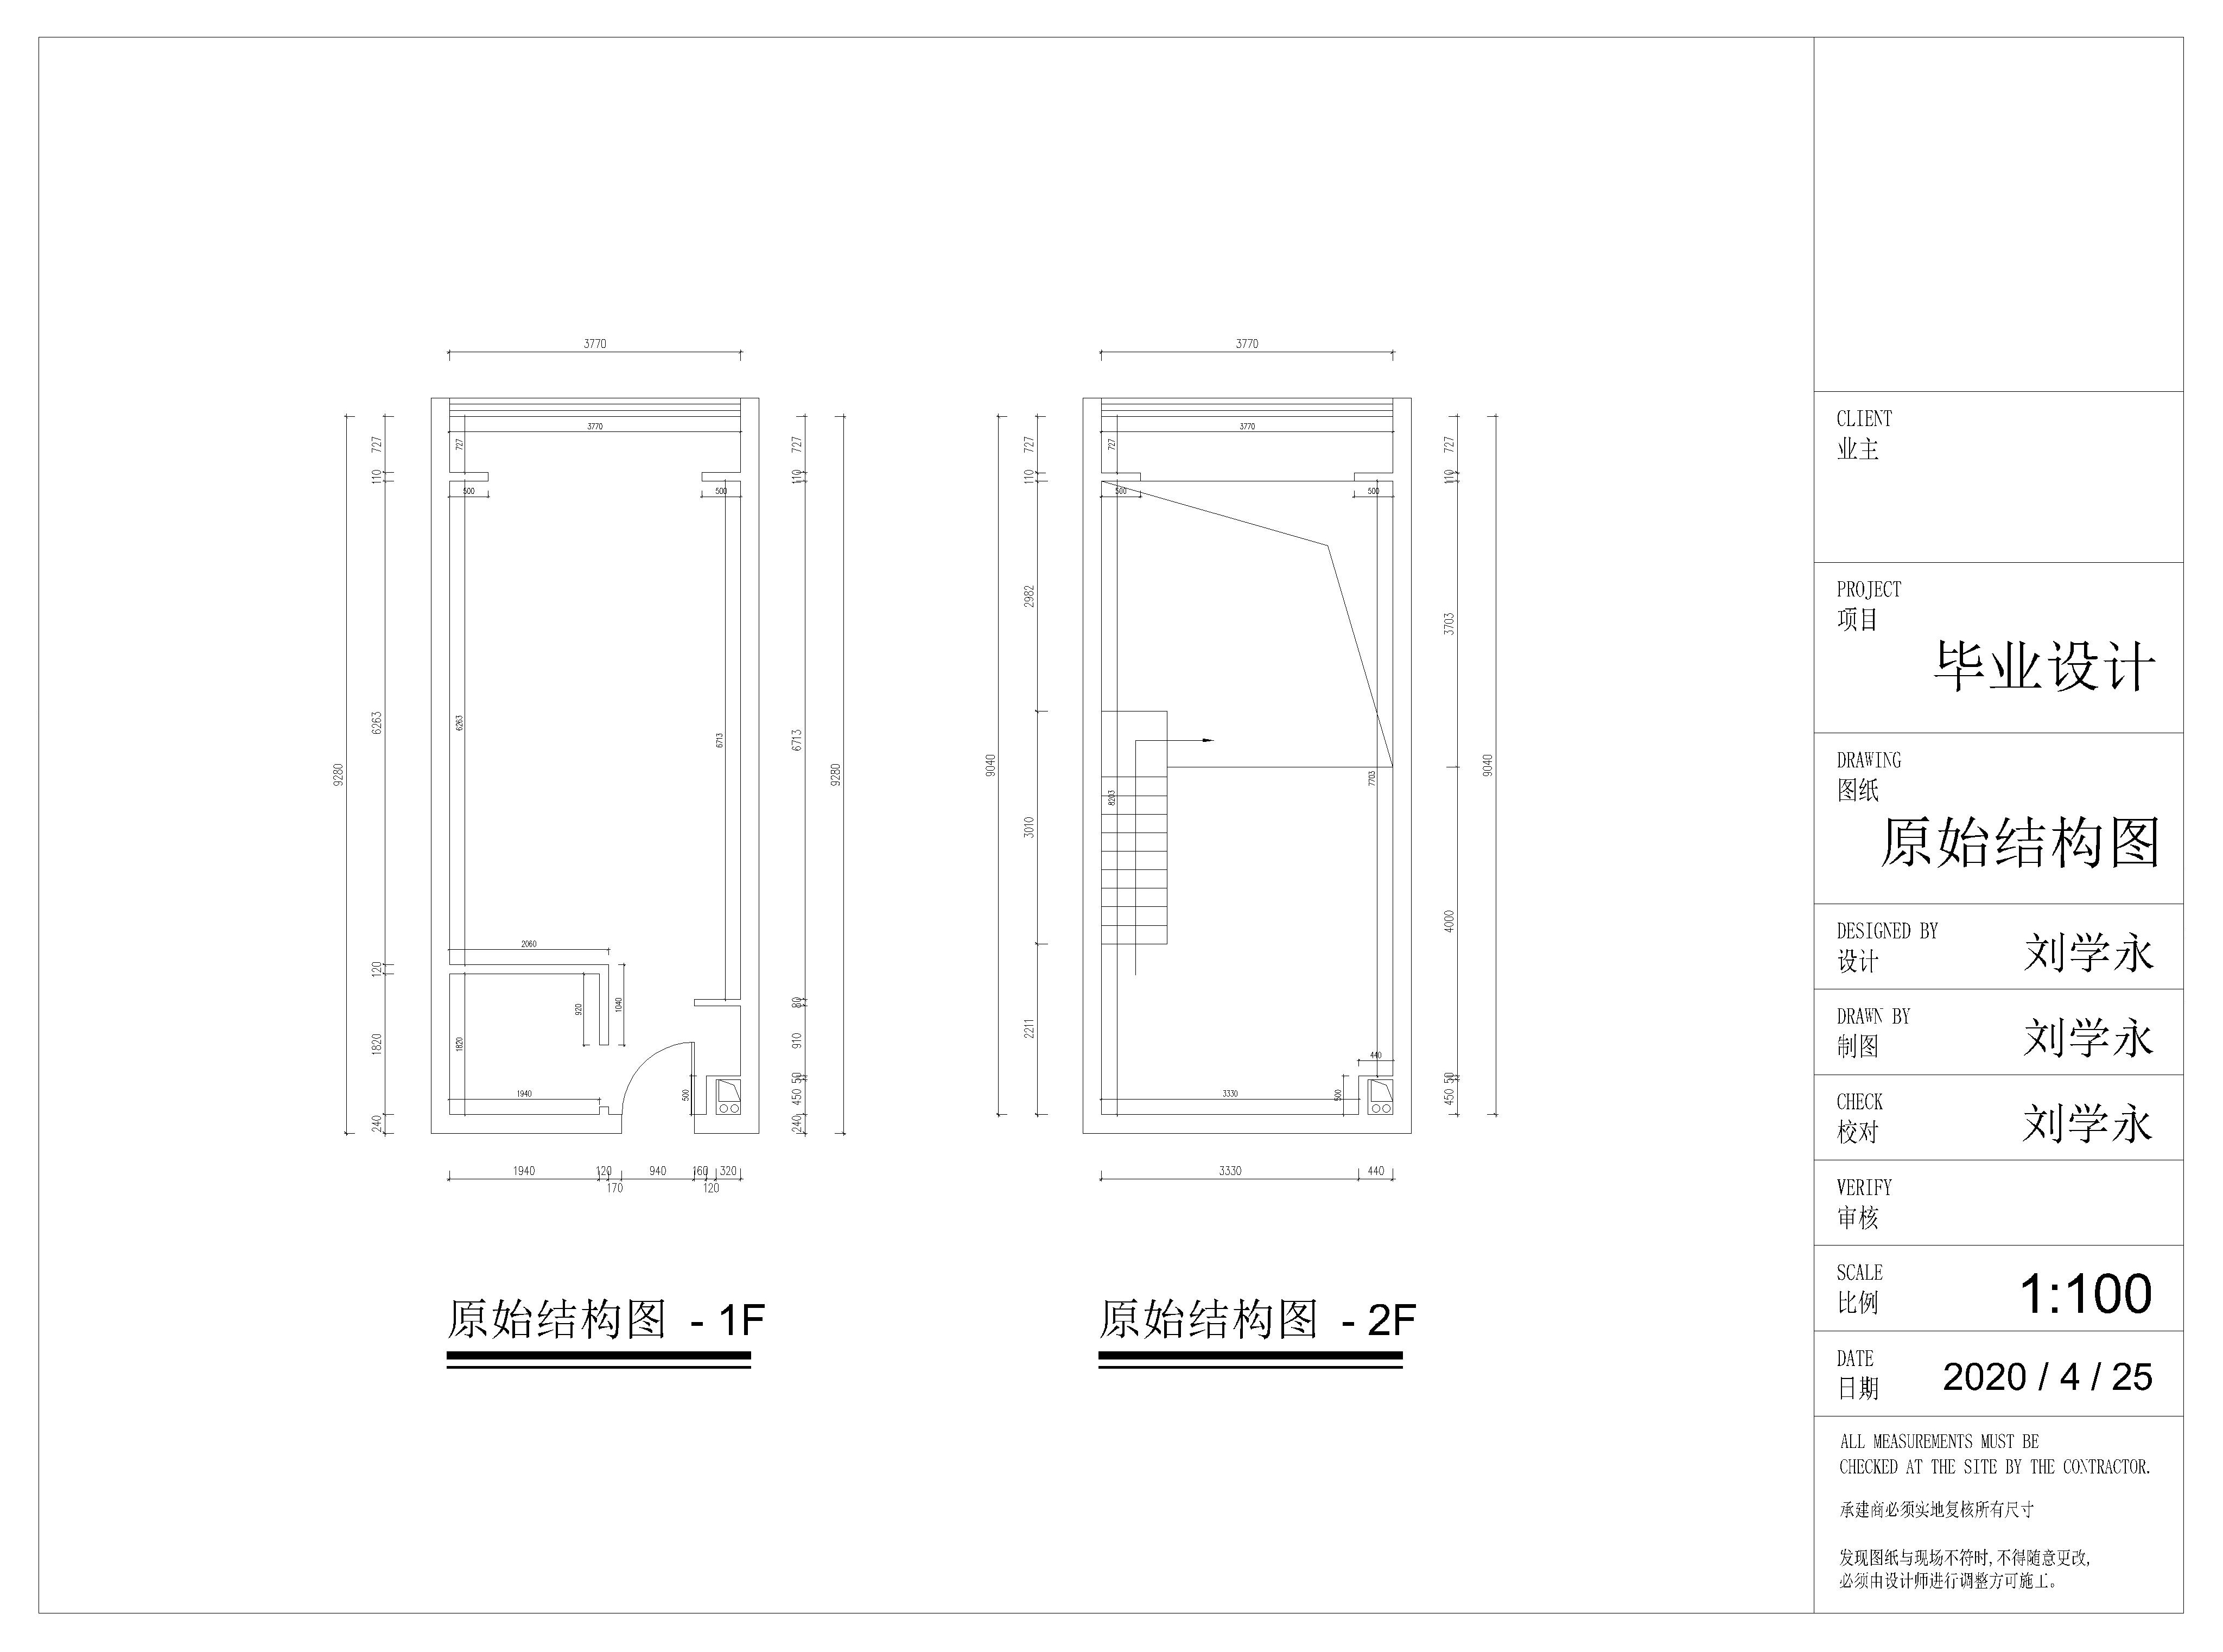 3770
3770
727
110
6263
120
1820
240
9280
3770
727
500
500
6263
6713
2060
920
1040
1820
1940
500
727
110
6713
80
910
50
450
240
9280
1940
120
940
160
320
170
120
3770
727
110
2982
3010
2211
9040
727
500
500
8203
7703
440
3330
500
727
110
3703
4000
50
450
9040
3330
440
原始结构图 - 1F
原始结构图 - 2F
CLIENT
业主
PROJECT
项目
毕业设计
DRAWING
图纸
原始结构图
DESIGNED BY
设计
刘学永
DRAWN BY
制图
刘学永
CHECK
校对
刘学永
VERIFY
审核
SCALE
比例
1:100
DATE
日期
2020 / 4 / 25
ALL MEASUREMENTS MUST BE
CHECKED AT THE SITE BY THE CONTRACTOR.
承建商必须实地复核所有尺寸
发现图纸与现场不符时,不得随意更改,
必须由设计师进行调整方可施工。